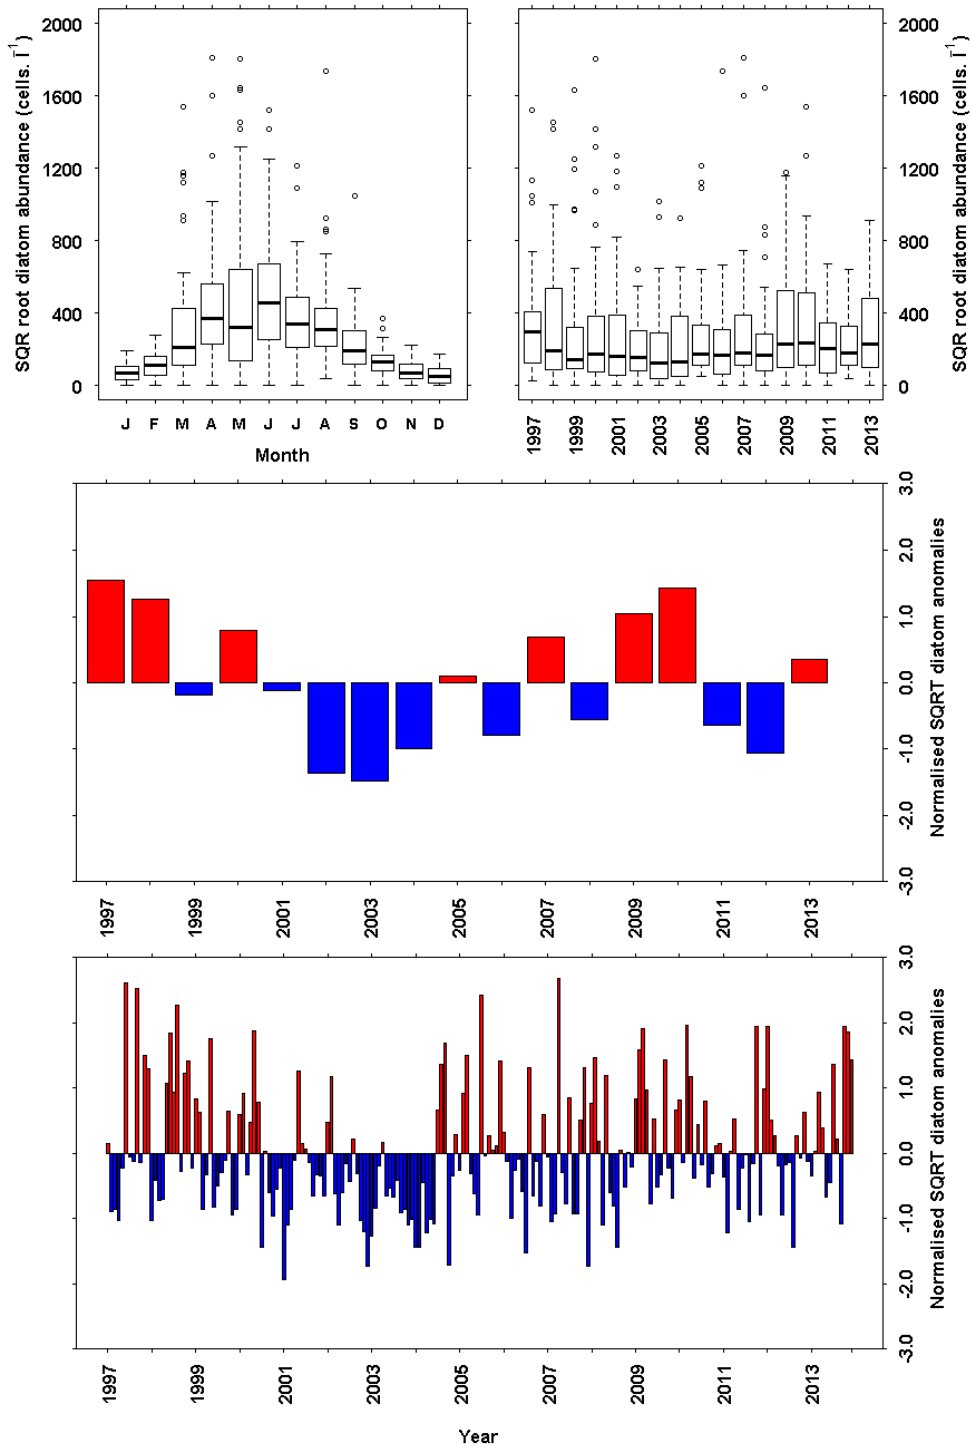 SQR root diatom abundance (cells. l⁻¹)
2000
1600
1200
800
400
0
J F M A M J J A S O N D
Month
2000
1600
1200
800
400
0
SQR root diatom abundance (cells. l⁻¹)
1997 1999 2001 2003 2005 2007 2009 2011 2013
3.0
2.0
1.0
0.0
-1.0
-2.0
-3.0
Normalised SQRT diatom anomalies
1997 1999 2001 2003 2005 2007 2009 2011 2013
3.0
2.0
1.0
0.0
-1.0
-2.0
-3.0
Normalised SQRT diatom anomalies
1997 1999 2001 2003 2005 2007 2009 2011 2013
Year